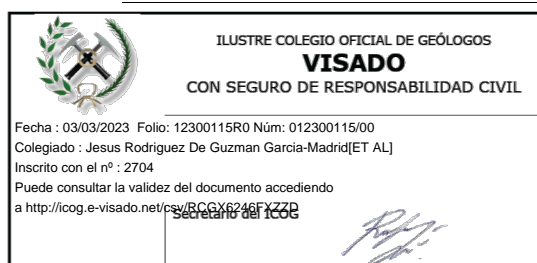 ILUSTRE COLEGIO OFICIAL DE GEÓLOGOS
VISADO
CON SEGURO DE RESPONSABILIDAD CIVIL
Fecha : 03/03/2023 Folio: 12300115R0 Núm: 012300115/00
Colegiado : Jesus Rodriguez De Guzman Garcia-Madrid[ET AL]
Inscrito con el nº : 2704
Puede consultar la validez del documento accediendo
a http://icog.e-visado.net/csv/RCGX6246FXZZD
Secretario del ICOG